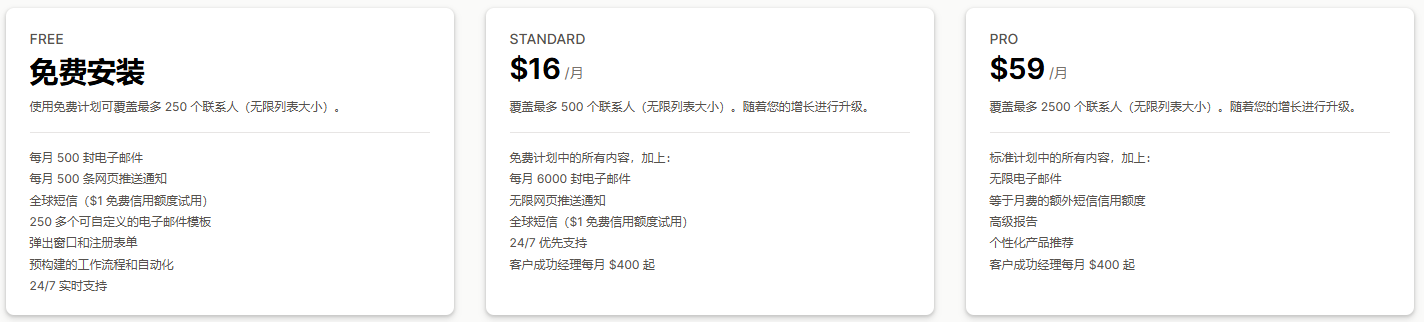 FREE
免费安装
使用免费计划可覆盖最多 250 个联系人（无限列表大小）。
每月 500 封电子邮件
每月 500 条网页推送通知
全球短信（$1 免费信用额度试用）
250 多个可自定义的电子邮件模板
弹出窗口和注册表单
预构建的工作流程和自动化
24/7 实时支持
STANDARD
$16 /月
覆盖最多 500 个联系人（无限列表大小）。随着您的增长进行升级。
免费计划中的所有内容，加上：
每月 6000 封电子邮件
无限网页推送通知
全球短信（$1 免费信用额度试用）
24/7 优先支持
客户成功经理每月 $400 起
PRO
$59 /月
覆盖最多 2500 个联系人（无限列表大小）。随着您的增长进行升级。
标准计划中的所有内容，加上：
无限电子邮件
等于月费的额外短信信用额度
高级报告
个性化产品推荐
客户成功经理每月 $400 起